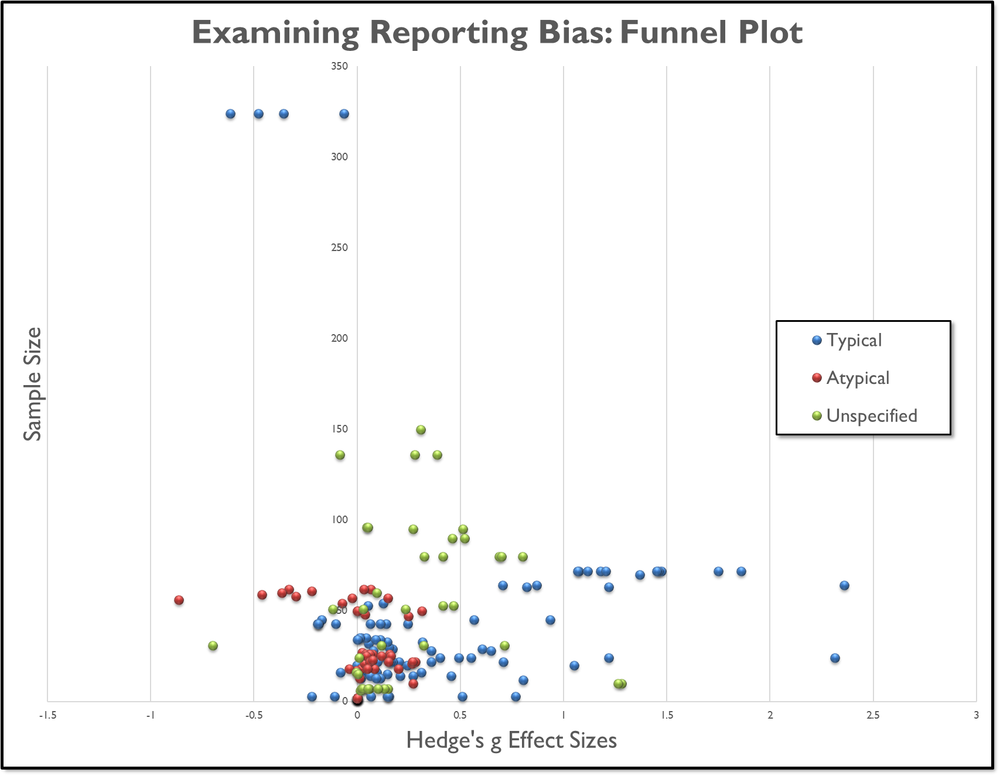 Examining Reporting Bias: Funnel Plot
350
300
250
200
150
100
50
0
-1.5 -1 -0.5 0 0.5 1 1.5 2 2.5 3
Sample Size
Hedge's g Effect Sizes
Typical
Atypical
Unspecified